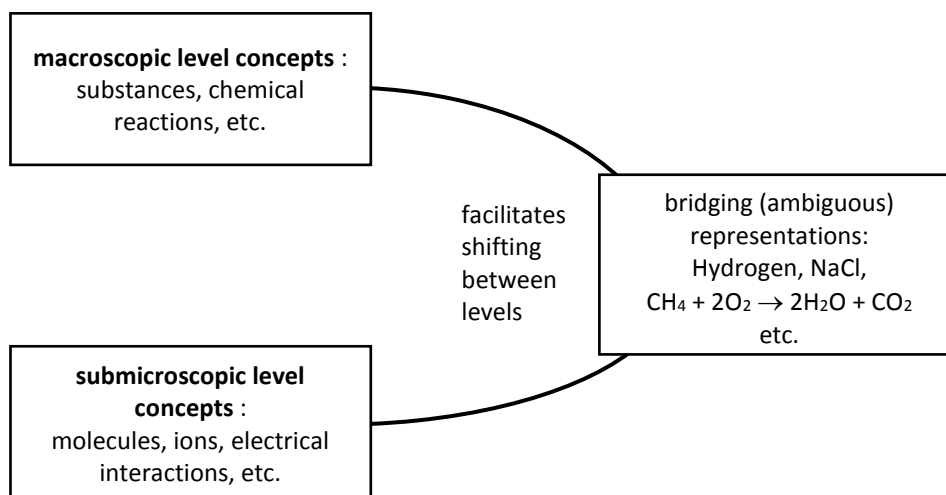 macroscopic level concepts :
substances, chemical
reactions, etc.
facilitates
shifting
between
levels
bridging (ambiguous)
representations:
Hydrogen, NaCl,
CH₄ + 2O₂ → 2H₂O + CO₂
etc.
submicroscopic level
concepts :
molecules, ions, electrical
interactions, etc.